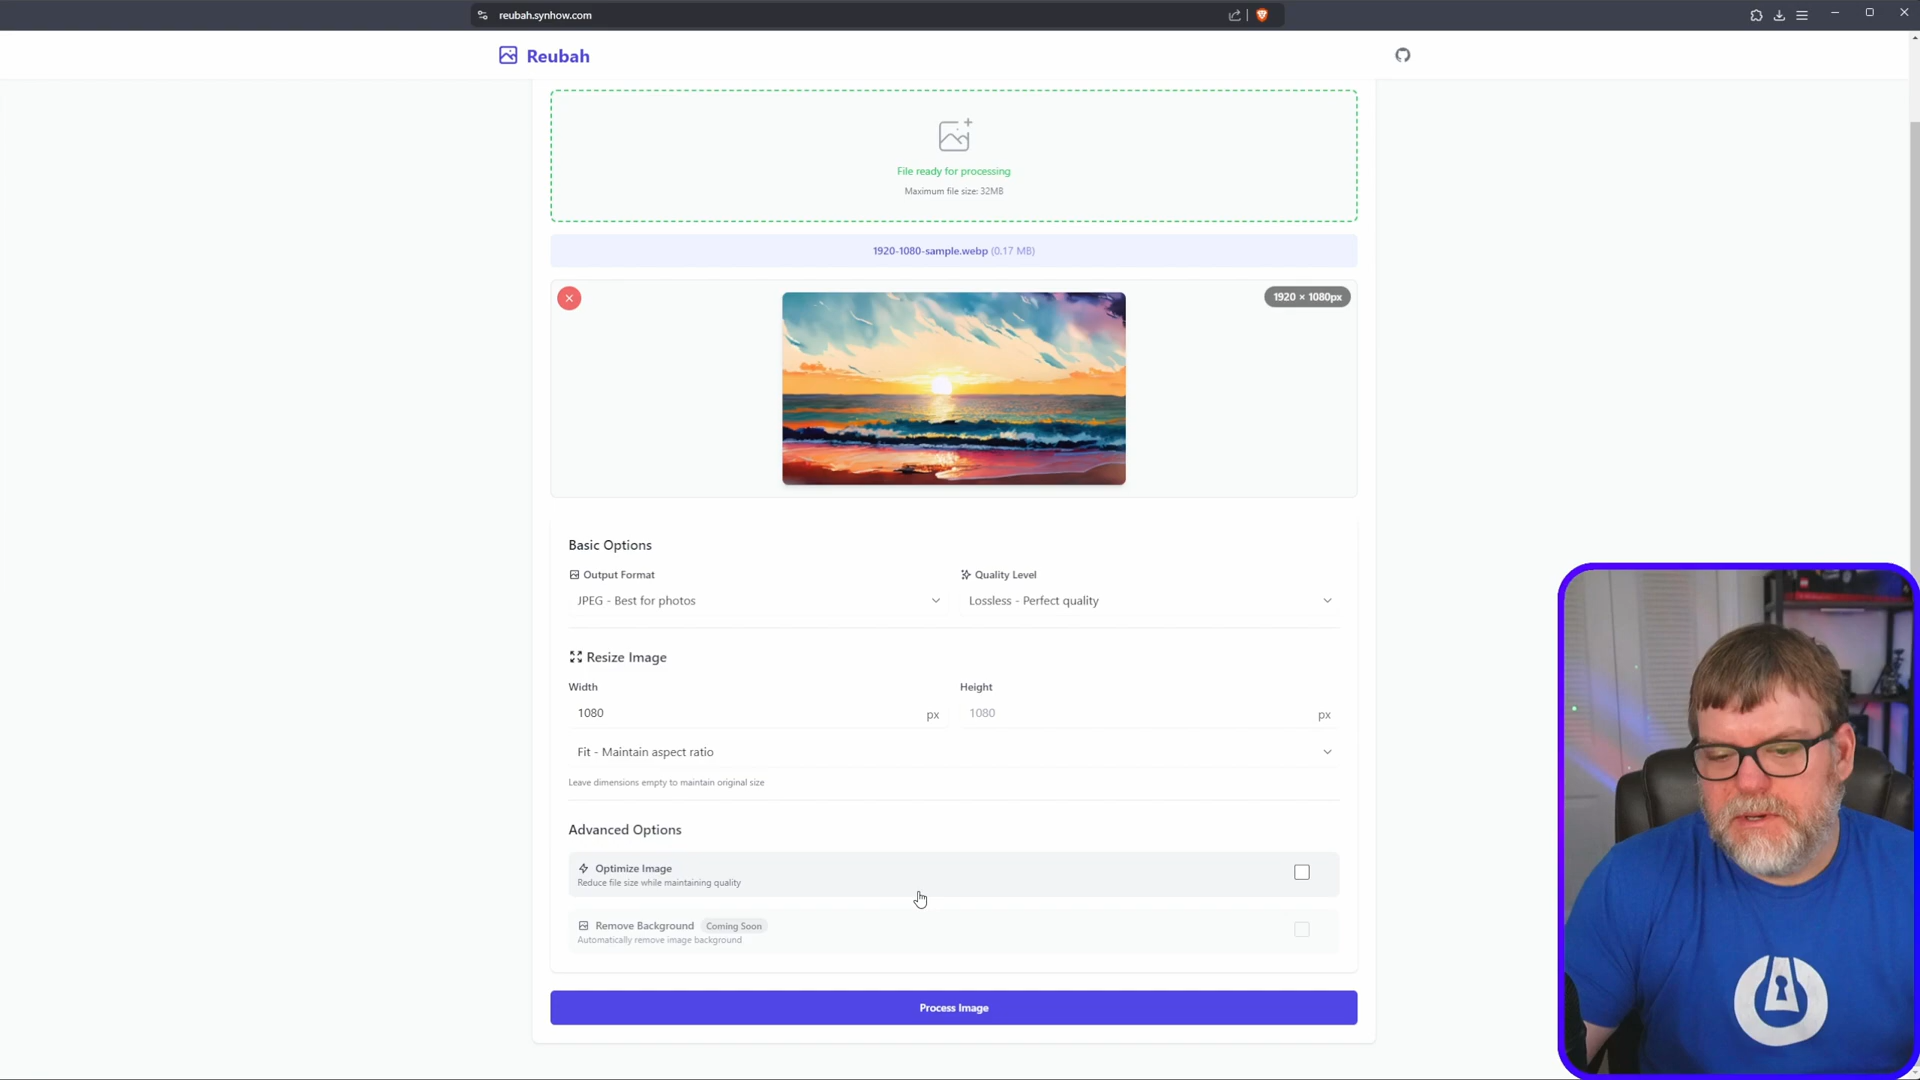 reubah.synhow.com
Reubah
File ready for processing
Maximum file size: 32MB
1920-1080-sample.webp (0.17 MB)
1920 × 1080px
Basic Options
Output Format
Quality Level
JPEG - Best for photos
Lossless - Perfect quality
Resize Image
Width
Height
1080
px
1080
px
Fit - Maintain aspect ratio
Leave dimensions empty to maintain original size
Advanced Options
Optimize Image
Reduce file size while maintaining quality
Remove Background
Coming Soon
Automatically remove image background
Process Image